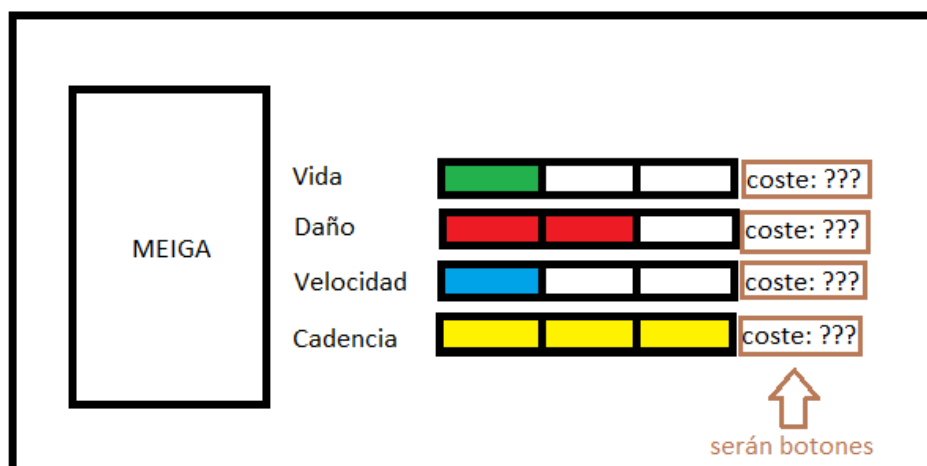 MEIGA
Vida coste: ???
Daño coste: ???
Velocidad coste: ???
Cadencia coste: ???
serán botones